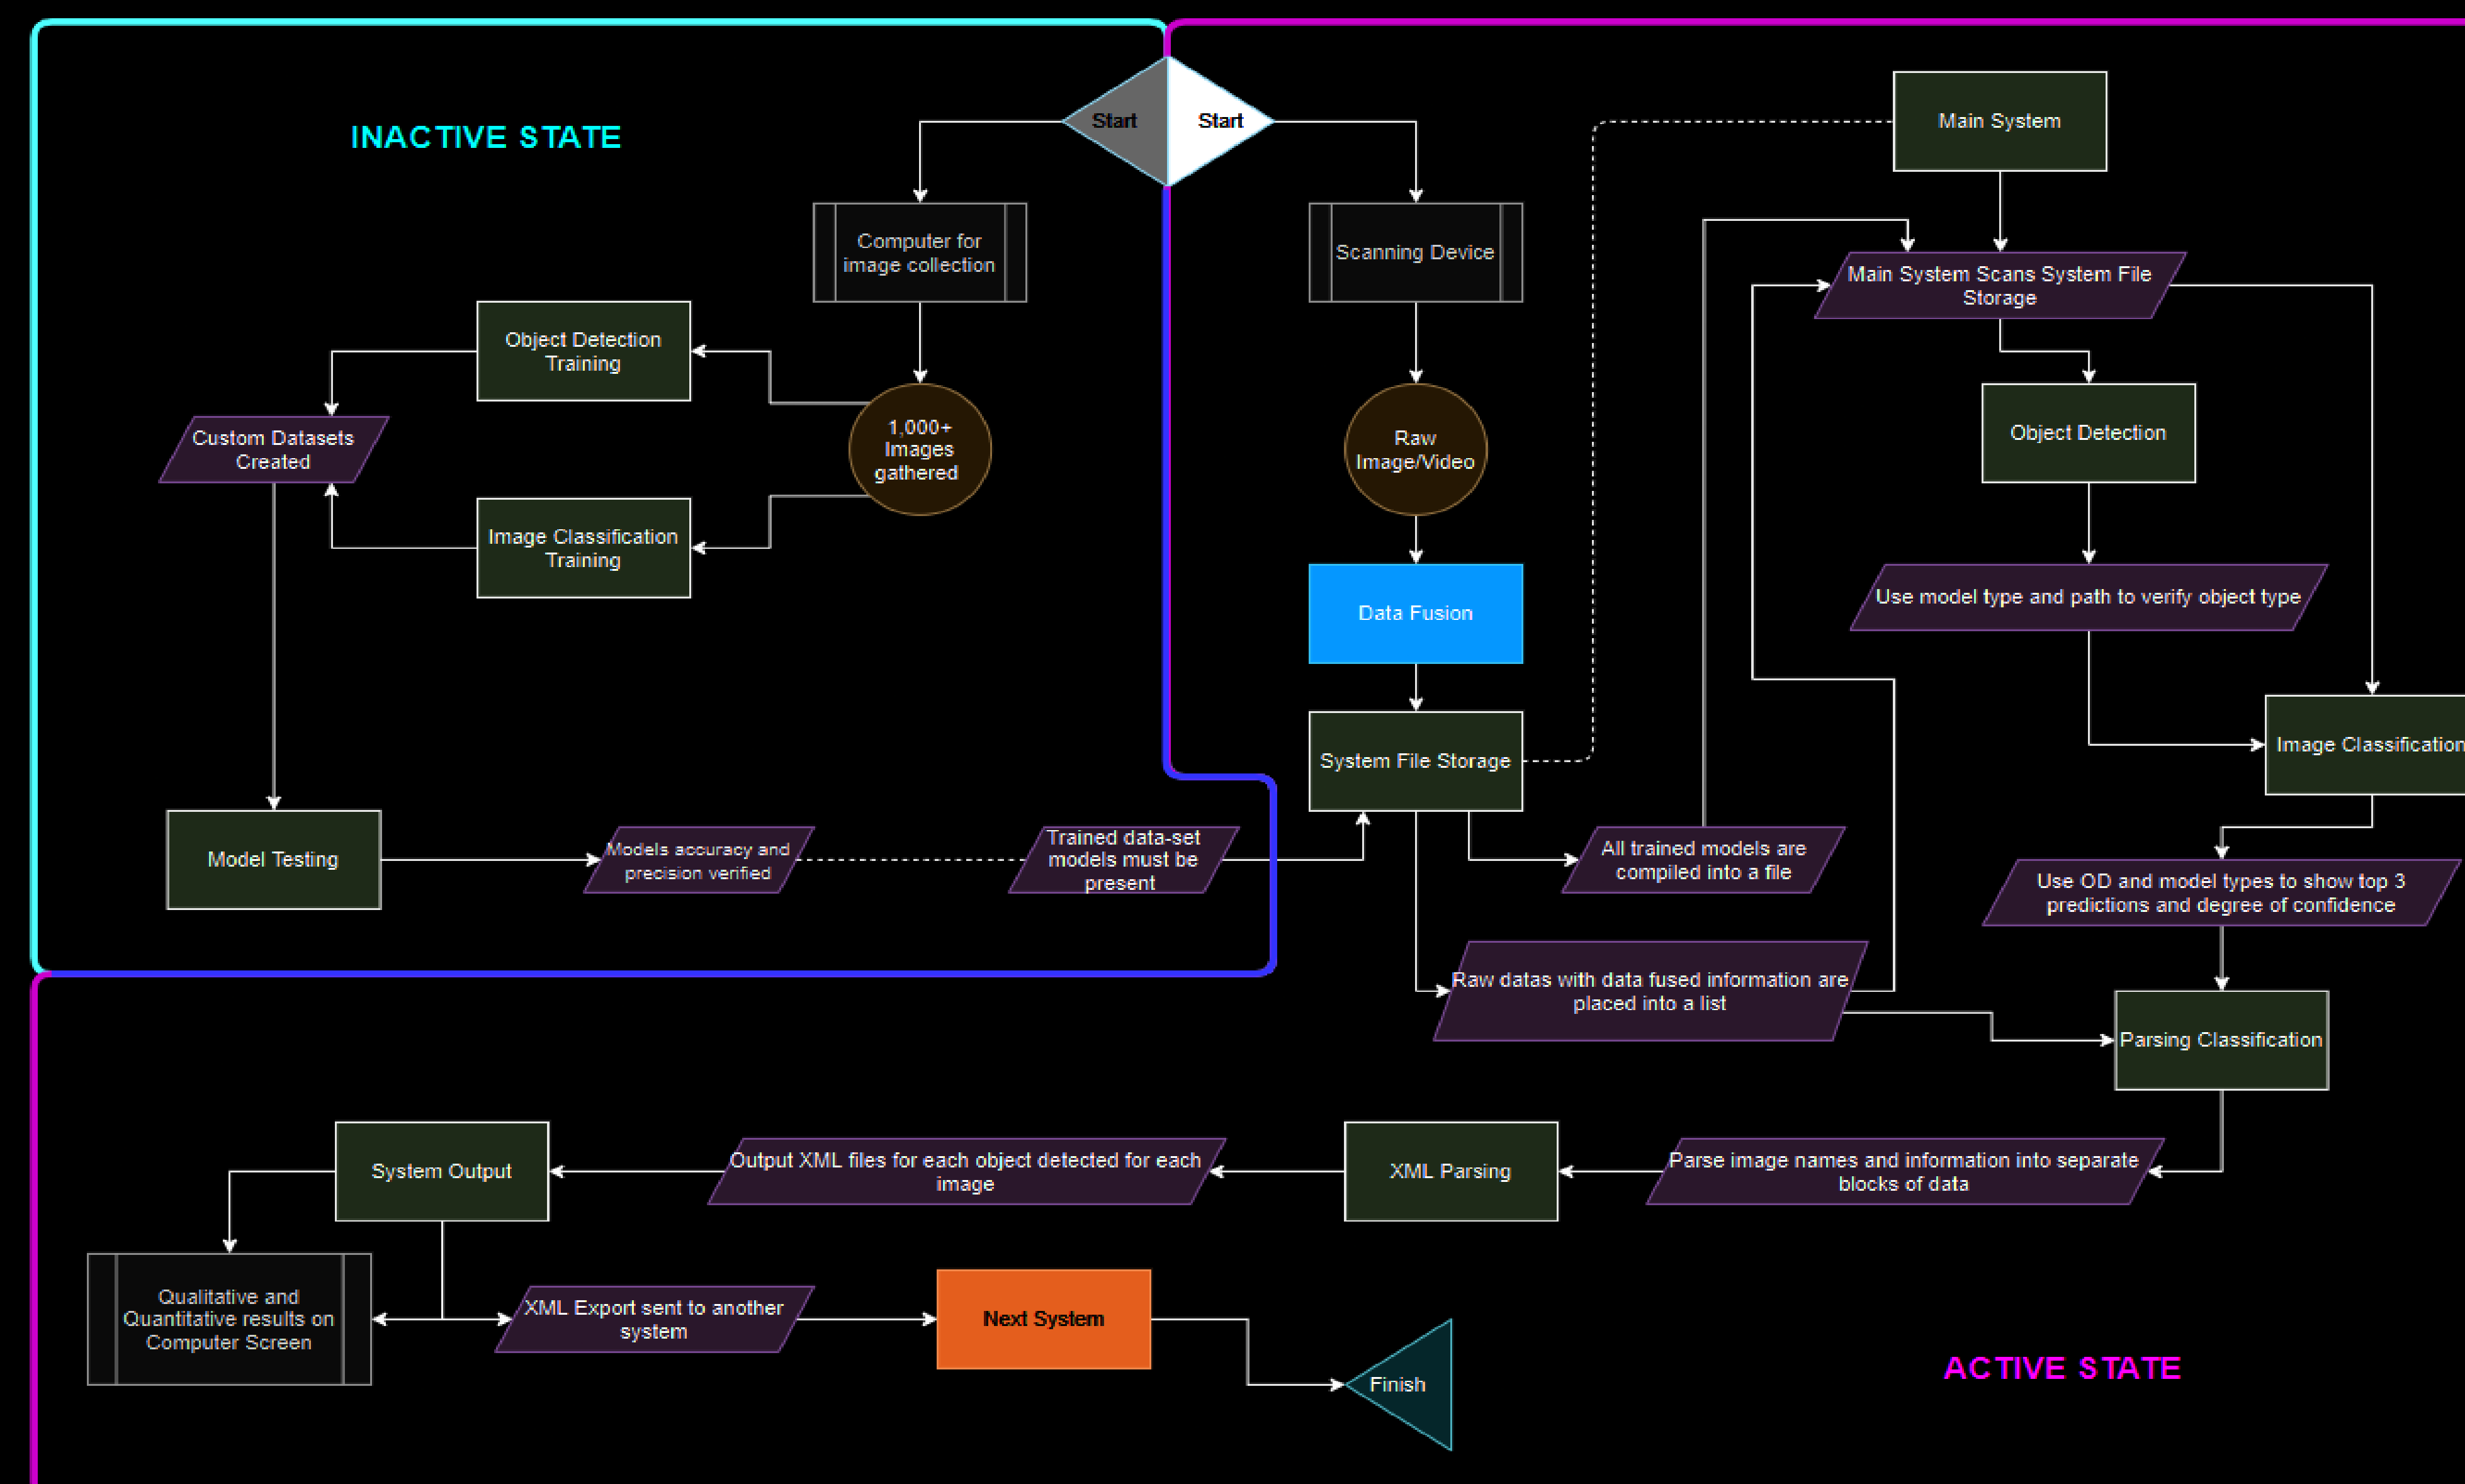 INACTIVE STATE
Start
Start
Main System
Computer for
image collection
Scanning Device
Main System Scans System File
Storage
Object Detection
Training
1,000+
Images
gathered
Raw
Image/Video
Object Detection
Custom Datasets
Created
Image Classification
Training
Data Fusion
Use model type and path to verify object type
System File Storage
Image Classification
Model Testing
Models accuracy and
precision verified
Trained data-set
models must be
present
All trained models are
compiled into a file
Use OD and model types to show top 3
predictions and degree of confidence
Raw datas with data fused information are
placed into a list
Parsing Classification
System Output
Output XML files for each object detected for each
image
XML Parsing
Parse image names and information into separate
blocks of data
Qualitative and
Quantitative results on
Computer Screen
XML Export sent to another
system
Next System
Finish
ACTIVE STATE